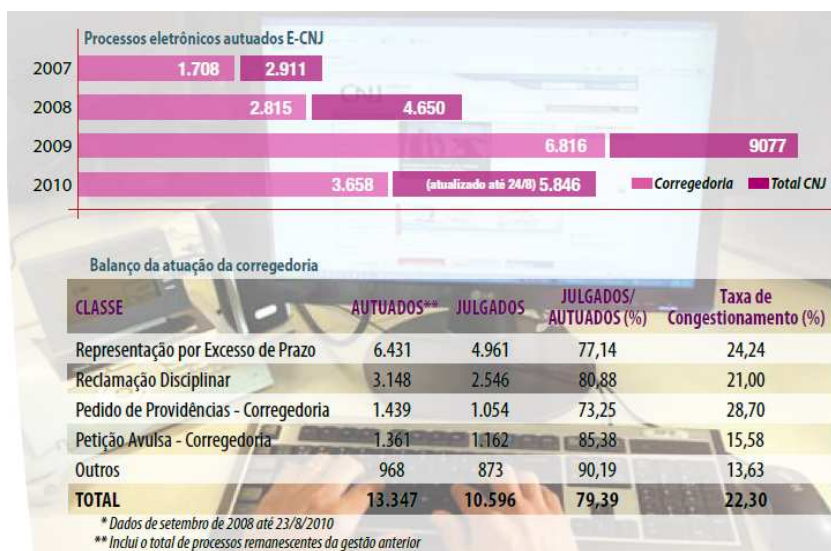 Processos eletrônicos autuados E-CNJ
2007 1.708 2.911
2008 2.815 4.650
2009 6.816 9077
2010 3.658 (atualizado até 24/8) 5.846 Corregedoria Total CNJ
CNJ
Balanço da atuação da corregedoria
CLASSE AUTUADOS** JULGADOS JULGADOS/ AUTUADOS (%) Taxa de Congestionamento (%)
Representação por Excesso de Prazo 6.431 4.961 77,14 24,24
Reclamação Disciplinar 3.148 2.546 80,88 21,00
Pedido de Providências - Corregedoria 1.439 1.054 73,25 28,70
Petição Avulsa - Corregedoria 1.361 1.162 85,38 15,58
Outros 968 873 90,19 13,63
TOTAL 13.347 10.596 79,39 22,30
* Dados de setembro de 2008 até 23/8/2010
** Inclui o total de processos remanescentes da gestão anterior